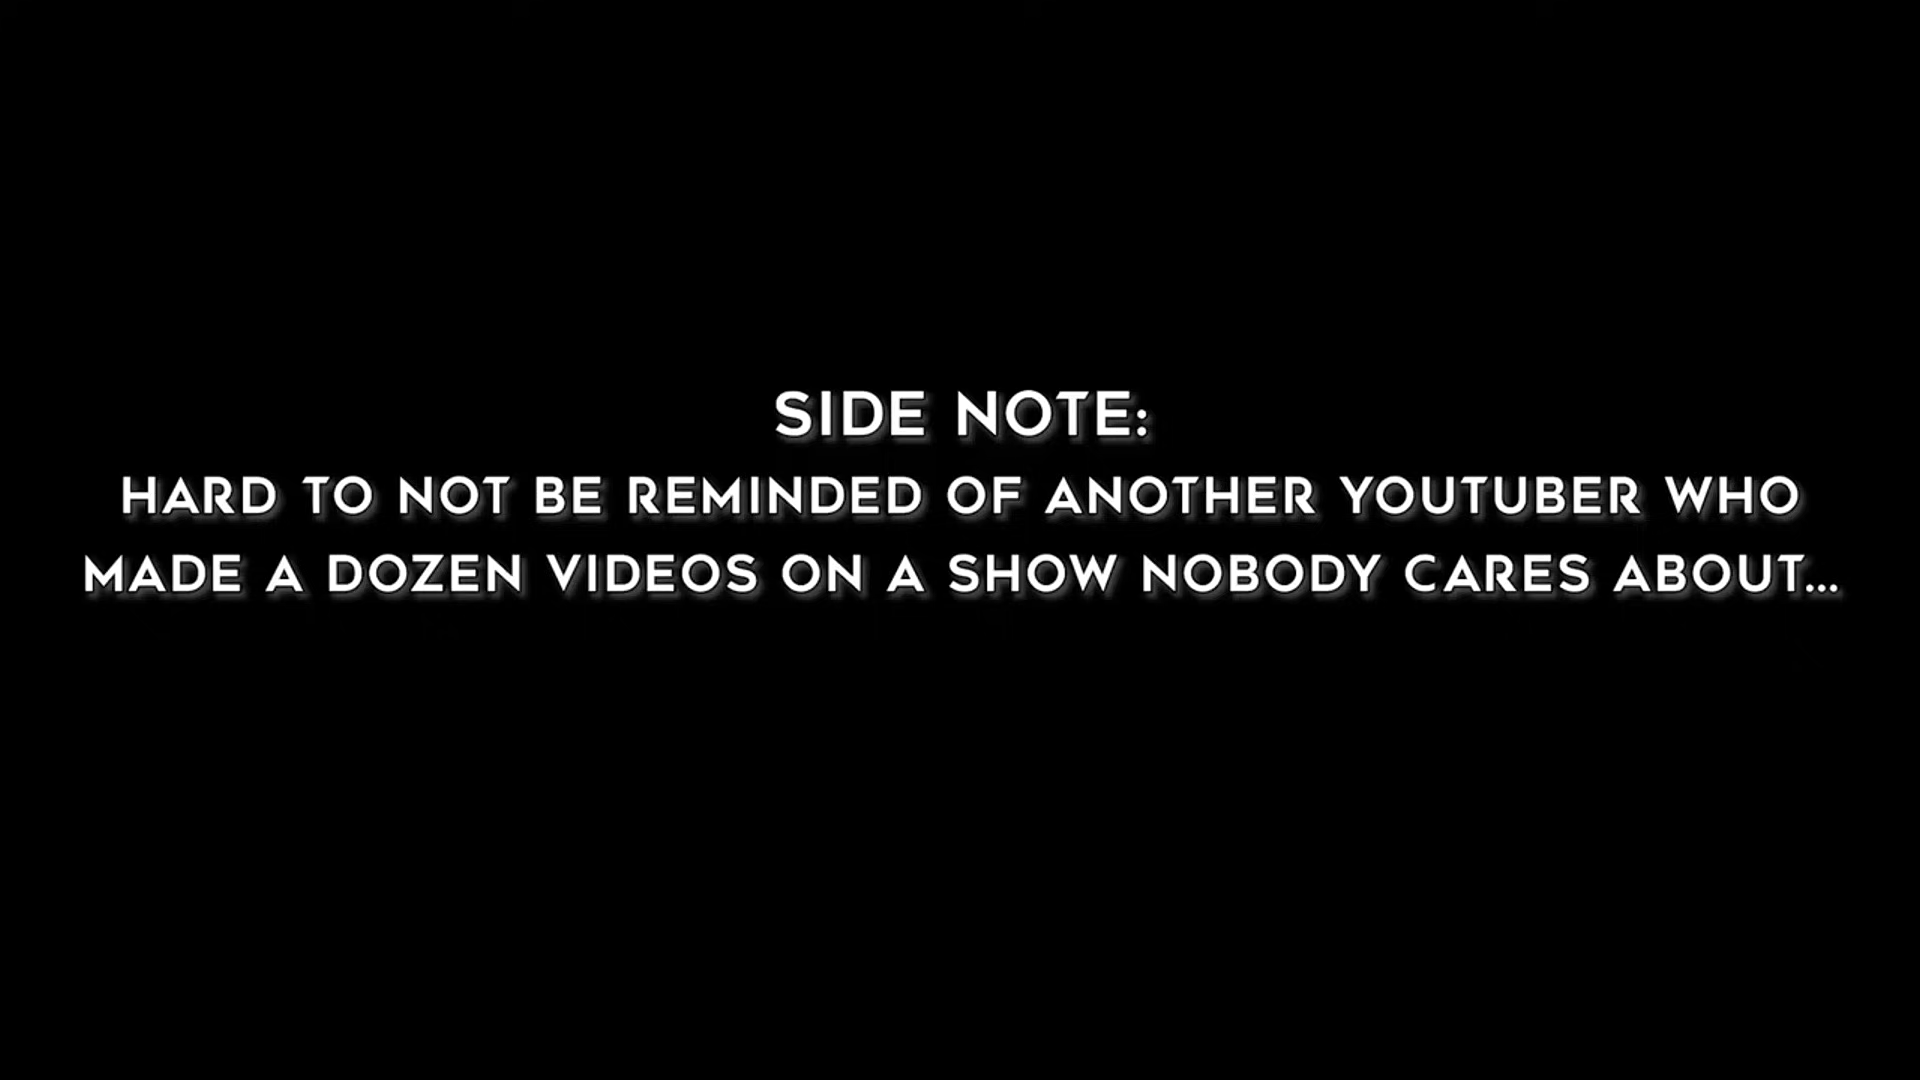 SIDE NOTE:
HARD TO NOT BE REMINDED OF ANOTHER YOUTUBER WHO
MADE A DOZEN VIDEOS ON A SHOW NOBODY CARES ABOUT...